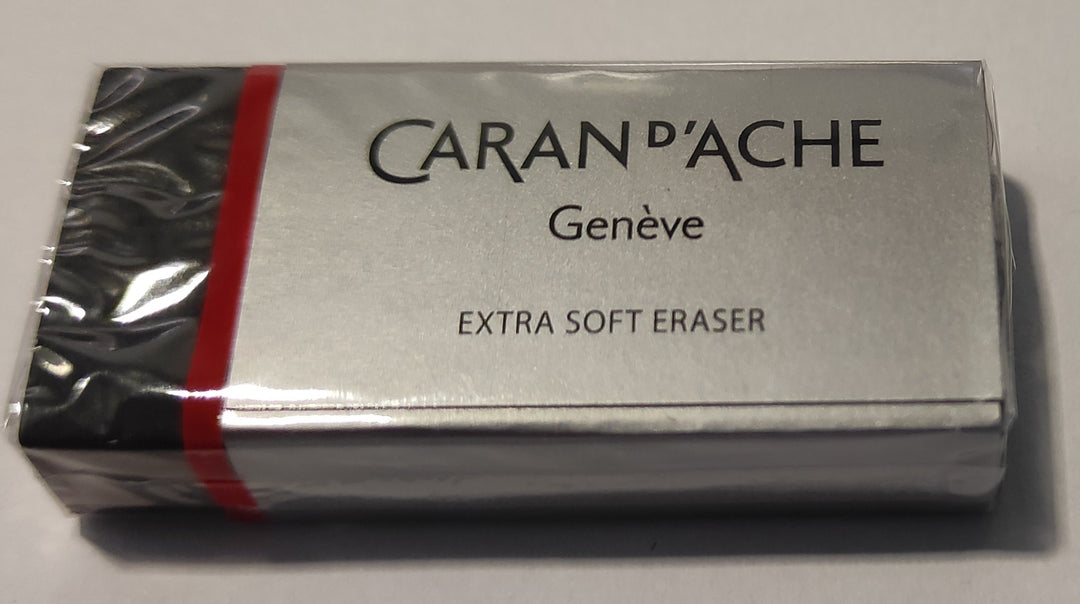 CARAN D'ACHE
Genève
EXTRA SOFT ERASER